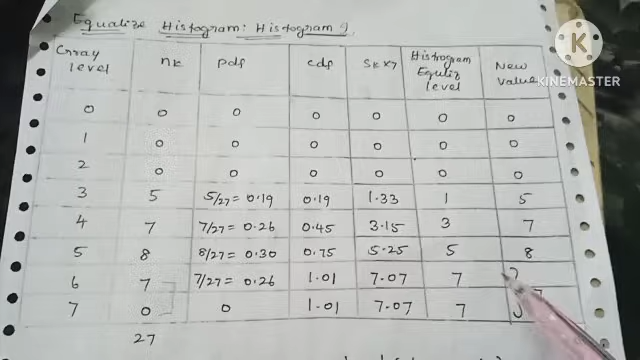 Equalize Histogram: Histogram
KINEMASTER
Gray level nk pdf cdf Sk×7 Histogram Equliz level New value
0 0 0 0 0 0 0
1 0 0 0 0 0 0
2 0 0 0 0 0 0
3 5 5/27 = 0.19 0.19 1.33 1 5
4 7 7/27 = 0.26 0.45 3.15 3 7
5 8 8/27 = 0.30 0.75 5.25 5 8
6 7 7/27 = 0.26 1.01 7.07 7
7 0 0 1.01 7.07 7
27